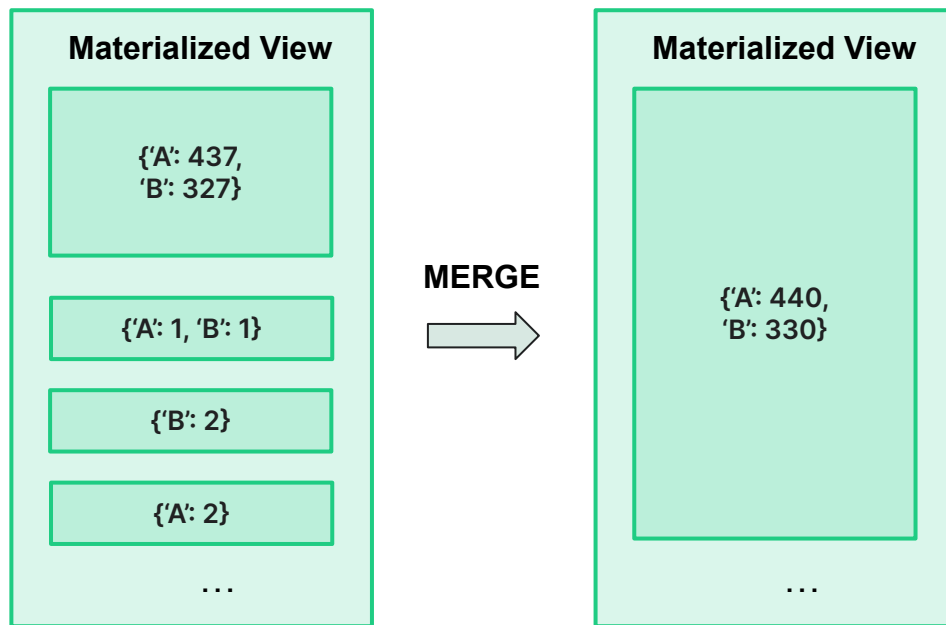 Materialized View
{‘A’: 437,
‘B’: 327}
{‘A’: 1, ‘B’: 1}
{‘B’: 2}
{‘A’: 2}
...
MERGE
Materialized View
{‘A’: 440,
‘B’: 330}
...